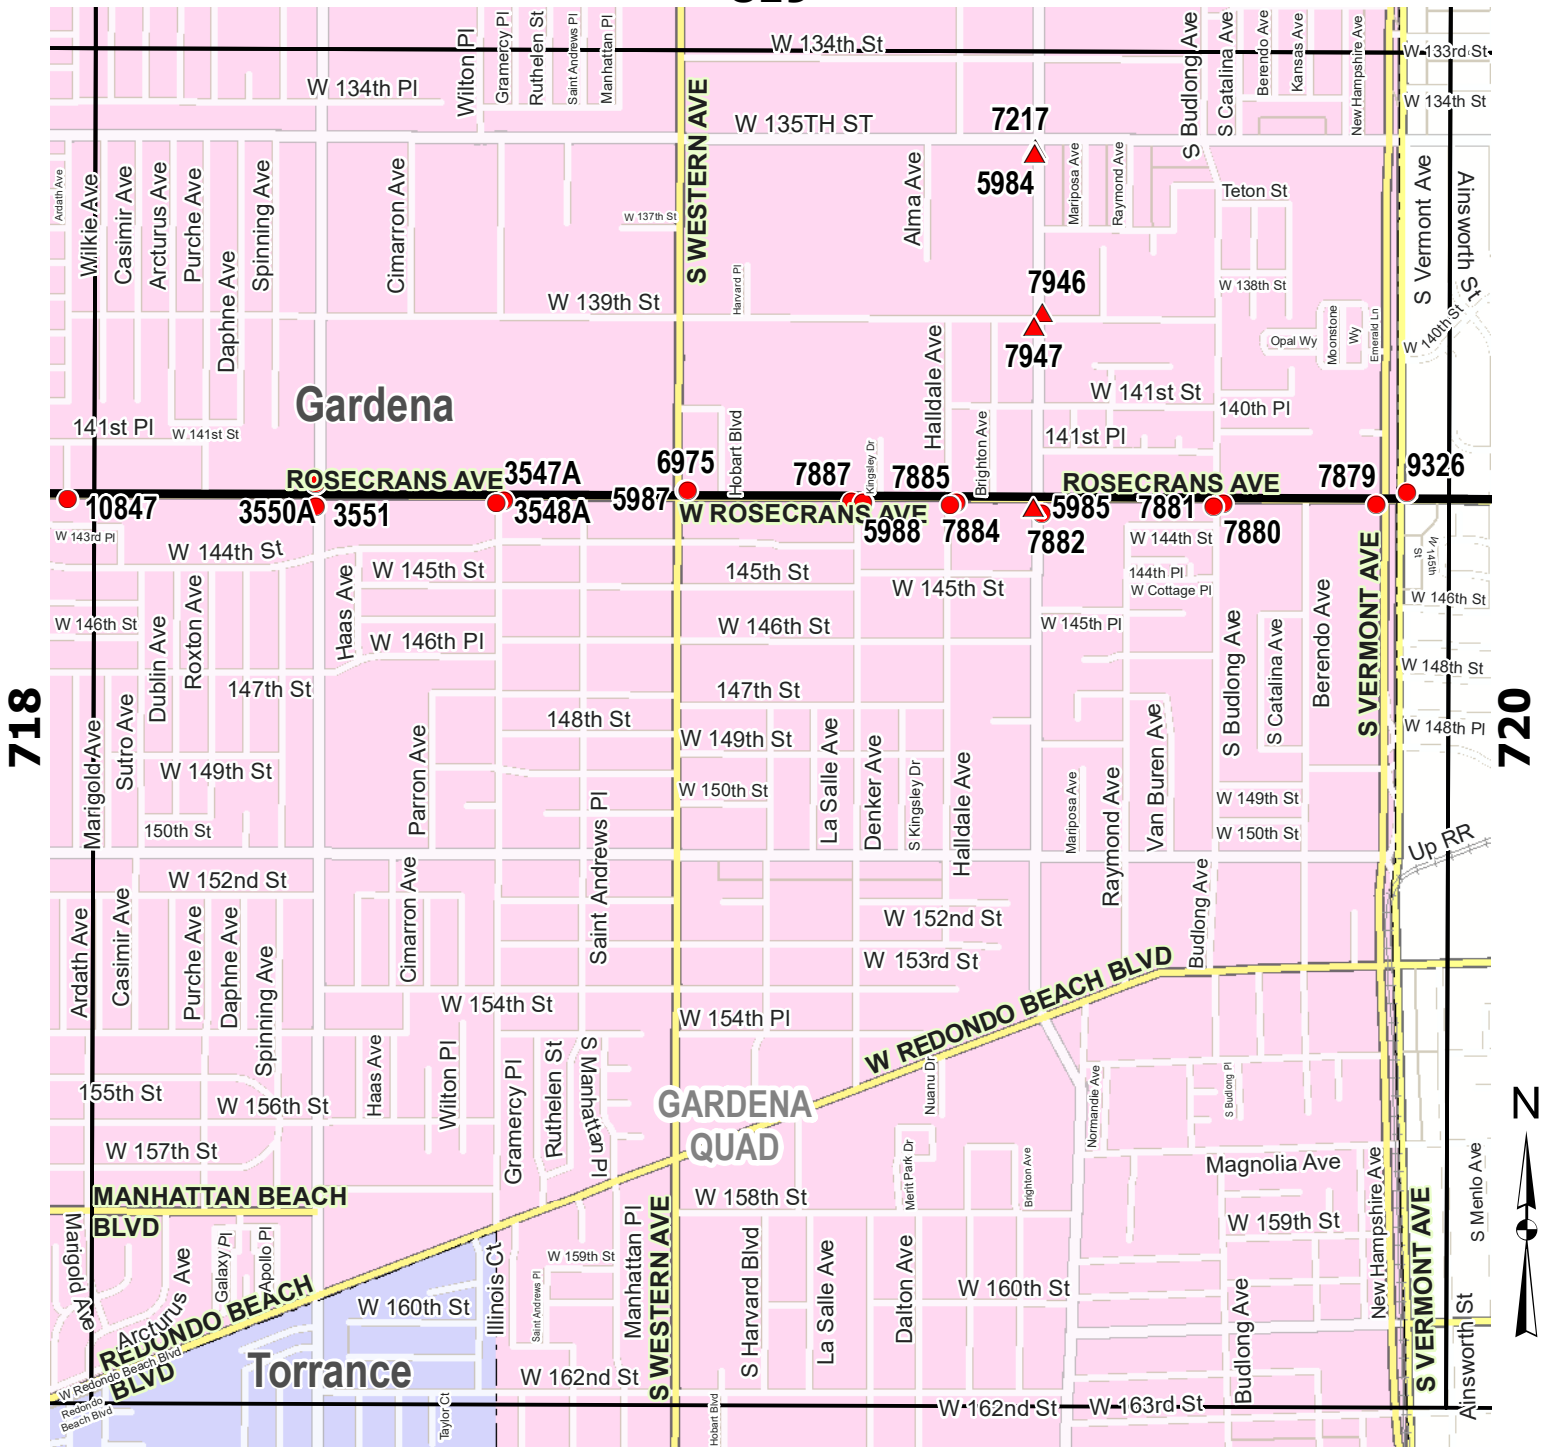 W 134th St
W 133rd St
W 134th Pl
Wilton Pl
Gramercy Pl
Ruthelen St
Saint Andrews Pl
Manhattan Pl
S Budlong Ave
S Catalina Ave
Berendo Ave
Kansas Ave
New Hampshire Ave
W 134th St
S WESTERN AVE
W 135TH ST
7217
5984
Ardath Ave
Wilkie Ave
Casimir Ave
Arcturus Ave
Purche Ave
Daphne Ave
Spinning Ave
Cimarron Ave
W 137th St
Alma Ave
Mariposa Ave
Raymond Ave
Teton St
S Vermont Ave
Ainsworth St
Harvard Pl
W 139th St
7946
7947
W 138th St
Opal Wy
Moonstone
Wy
Emerald Ln
W 140th St
Gardena
Halldale Ave
W 141st St
140th Pl
141st Pl
W 141st St
Hobart Blvd
Kingsley Dr
Brighton Ave
141st Pl
ROSECRANS AVE
3547A
6975
7887
7885
ROSECRANS AVE
7879
9326
10847
3550A
3551
3548A
5987
W ROSECRANS AVE
5988
7884
5985
7882
7881
7880
W 143rd Pl
W 144th St
W 144th St
W 145th St
145th St
W 145th St
144th Pl
W Cottage Pl
W 145th
St
W 146th St
W 146th St
Haas Ave
W 146th Pl
W 146th St
W 145th Pl
Dublin Ave
Roxton Ave
147th St
147th St
S Budlong Ave
S Catalina Ave
Berendo Ave
S VERMONT AVE
W 148th St
718
720
Marigold Ave
Sutro Ave
148th St
W 149th St
W 148th Pl
W 149th St
Parron Ave
W 150th St
La Salle Ave
Denker Ave
S Kingsley Dr
Halldale Ave
Mariposa Ave
Raymond Ave
Van Buren Ave
W 149th St
W 150th St
150th St
Saint Andrews Pl
Up RR
W 152nd St
Cimarron Ave
Ardath Ave
Casimir Ave
Purche Ave
Daphne Ave
Spinning Ave
W 152nd St
Budlong Ave
W 153rd St
W 154th St
W 154th Pl
W REDONDO BEACH BLVD
Haas Ave
Wilton Pl
Gramercy Pl
Ruthelen St
S Manhattan Pl
Nuanu Dr
Normandie Ave
S Budlong Pl
155th St
W 156th St
GARDENA
QUAD
N
W 157th St
Merit Park Dr
Brighton Ave
Magnolia Ave
New Hampshire Ave
S Menlo Ave
MANHATTAN BEACH
BLVD
W 158th St
S VERMONT AVE
W 159th St
Marigold Ave
Arcturus Ave
Galaxy Pl
Apollo Pl
Illinois Ct
W 159th St
Saint Andrews Pl
Manhattan Pl
S WESTERN AVE
S Harvard Blvd
La Salle Ave
Dalton Ave
W 160th St
W 160th St
REDONDO BEACH
BLVD
W Redondo Beach Blvd
Redondo
Beach Blvd
Torrance
Taylor Ct
W 162nd St
Hobart Blvd
W 162nd St
W 163rd St
Budlong Ave
Ainsworth St